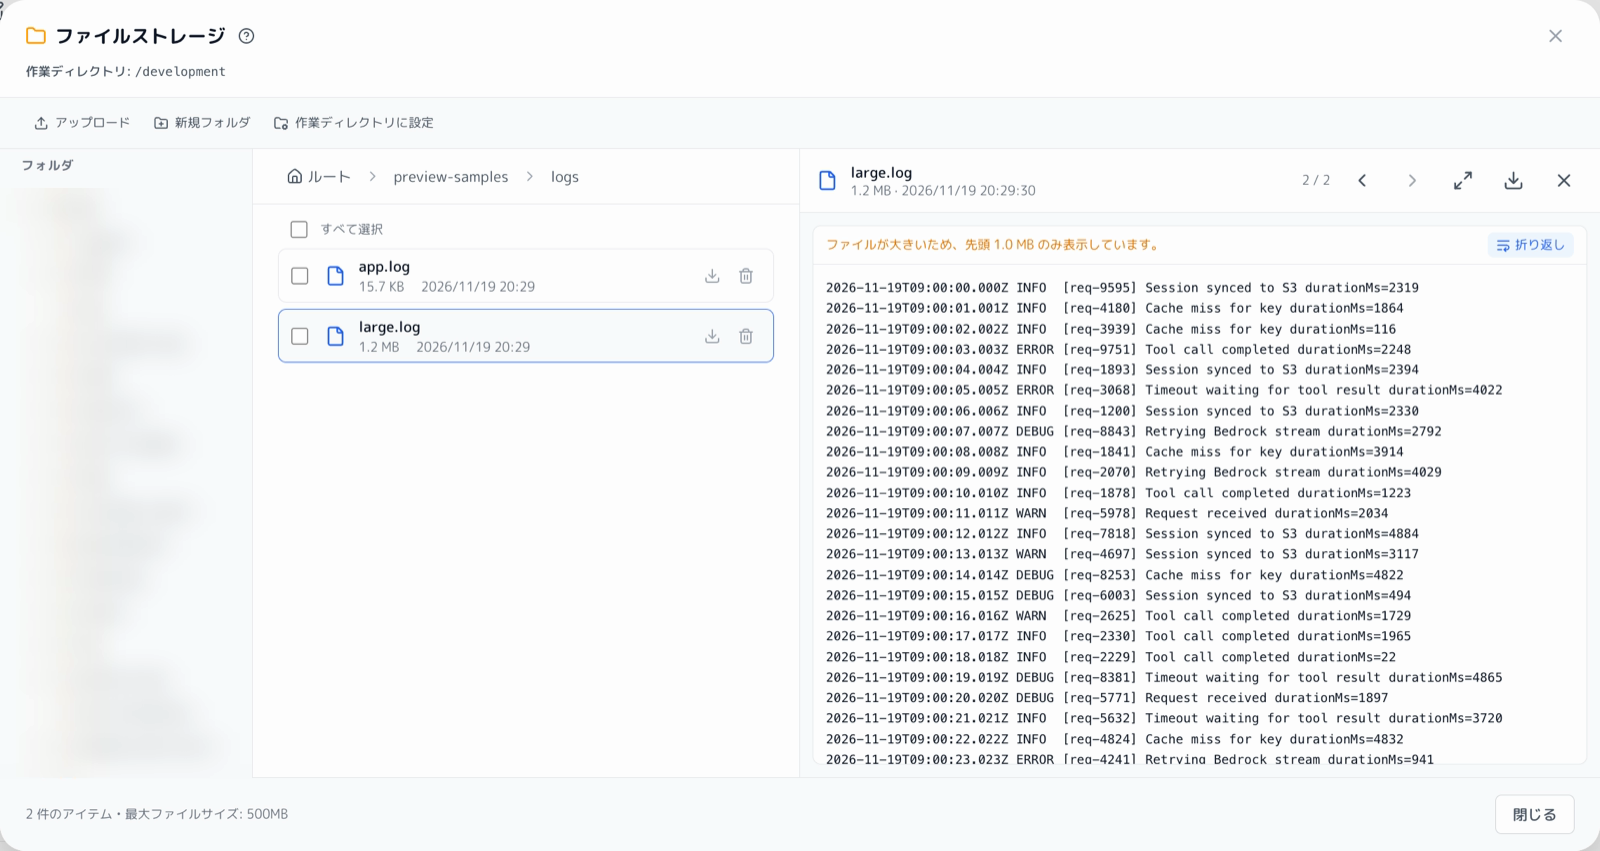 ファイルストレージ
作業ディレクトリ: /development
アップロード 新規フォルダ 作業ディレクトリに設定
フォルダ
ルート > preview-samples > logs
すべて選択
app.log
15.7 KB 2026/11/19 20:29
large.log
1.2 MB 2026/11/19 20:29
large.log
1.2 MB · 2026/11/19 20:29:30
2 / 2
ファイルが大きいため、先頭 1.0 MB のみ表示しています。
折り返し
2026-11-19T09:00:00.000Z INFO  [req-9595] Session synced to S3 durationMs=2319
2026-11-19T09:00:01.001Z INFO  [req-4180] Cache miss for key durationMs=1864
2026-11-19T09:00:02.002Z INFO  [req-3939] Cache miss for key durationMs=116
2026-11-19T09:00:03.003Z ERROR [req-9751] Tool call completed durationMs=2248
2026-11-19T09:00:04.004Z INFO  [req-1893] Session synced to S3 durationMs=2394
2026-11-19T09:00:05.005Z ERROR [req-3068] Timeout waiting for tool result durationMs=4022
2026-11-19T09:00:06.006Z INFO  [req-1200] Session synced to S3 durationMs=2330
2026-11-19T09:00:07.007Z DEBUG [req-8843] Retrying Bedrock stream durationMs=2792
2026-11-19T09:00:08.008Z INFO  [req-1841] Cache miss for key durationMs=3914
2026-11-19T09:00:09.009Z INFO  [req-2070] Retrying Bedrock stream durationMs=4029
2026-11-19T09:00:10.010Z INFO  [req-1878] Tool call completed durationMs=1223
2026-11-19T09:00:11.011Z WARN  [req-5978] Request received durationMs=2034
2026-11-19T09:00:12.012Z INFO  [req-7818] Session synced to S3 durationMs=4884
2026-11-19T09:00:13.013Z WARN  [req-4697] Session synced to S3 durationMs=3117
2026-11-19T09:00:14.014Z DEBUG [req-8253] Cache miss for key durationMs=4822
2026-11-19T09:00:15.015Z DEBUG [req-6003] Session synced to S3 durationMs=494
2026-11-19T09:00:16.016Z WARN  [req-2625] Tool call completed durationMs=1729
2026-11-19T09:00:17.017Z INFO  [req-2330] Tool call completed durationMs=1965
2026-11-19T09:00:18.018Z INFO  [req-2229] Tool call completed durationMs=22
2026-11-19T09:00:19.019Z DEBUG [req-8381] Timeout waiting for tool result durationMs=4865
2026-11-19T09:00:20.020Z DEBUG [req-5771] Request received durationMs=1897
2026-11-19T09:00:21.021Z INFO  [req-5632] Timeout waiting for tool result durationMs=3720
2026-11-19T09:00:22.022Z INFO  [req-4824] Cache miss for key durationMs=4832
2026-11-19T09:00:23.023Z ERROR [req-4241] Retrying Bedrock stream durationMs=941
2 件のアイテム・最大ファイルサイズ: 500MB
閉じる